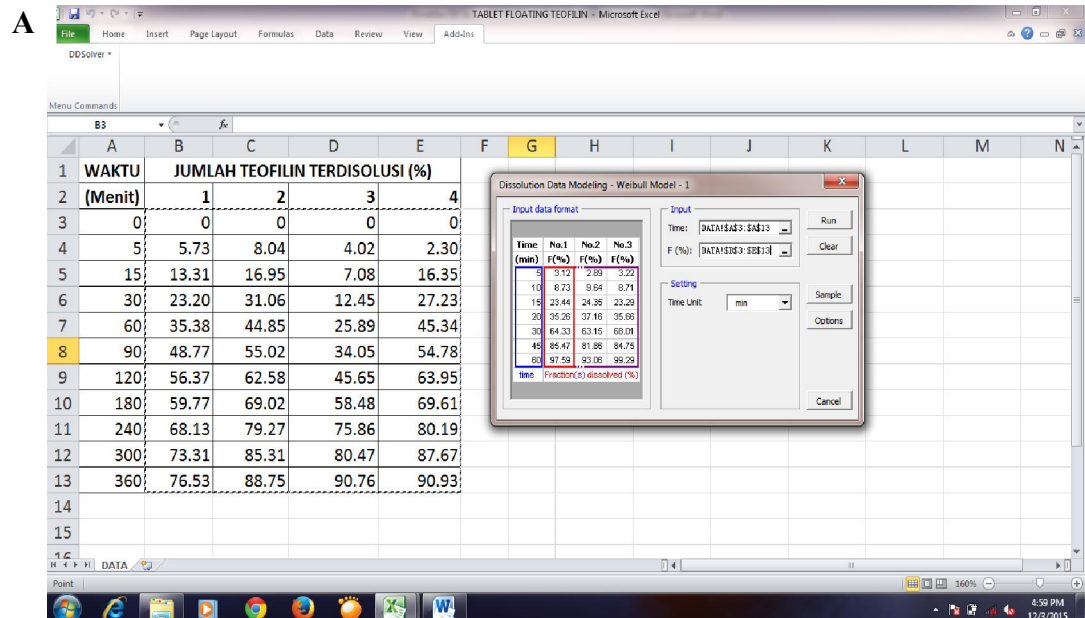 A
TABLET FLOATING TEOFILIN - Microsoft Excel
File Home Insert Page Layout Formulas Data Review View Add-Ins
DDSolver
Menu Commands
B3 fx
A B C D E F G H I J K L M N
1 WAKTU JUMLAH TEOFILIN TERDISOLUSI (%)
2 (Menit) 1 2 3 4
3 0 0 0 0 0
4 5 5.73 8.04 4.02 2.30
5 15 13.31 16.95 7.08 16.35
6 30 23.20 31.06 12.45 27.23
7 60 35.38 44.85 25.89 45.34
8 90 48.77 55.02 34.05 54.78
9 120 56.37 62.58 45.65 63.95
10 180 59.77 69.02 58.48 69.61
11 240 68.13 79.27 75.86 80.19
12 300 73.31 85.31 80.47 87.67
13 360 76.53 88.75 90.76 90.93
14
15
16
Dissolution Data Modeling - Weibull Model - 1
Input data format
Time No.1 No.2 No.3
(min) F(%) F(%) F(%)
5 3.12 2.89 3.22
10 8.73 9.64 8.71
15 23.44 24.35 23.29
20 35.26 37.16 35.66
30 64.33 63.15 68.01
45 85.47 81.86 84.75
60 97.59 93.06 99.29
time Fraction(s) dissolved (%)
Input
Time: DATA!$A$3:$A$13
F (%): DATA!$B$3:$E$13
Setting
Time Unit min
Run
Clear
Sample
Options
Cancel
DATA
Point 160%
4:59 PM
12/3/2015